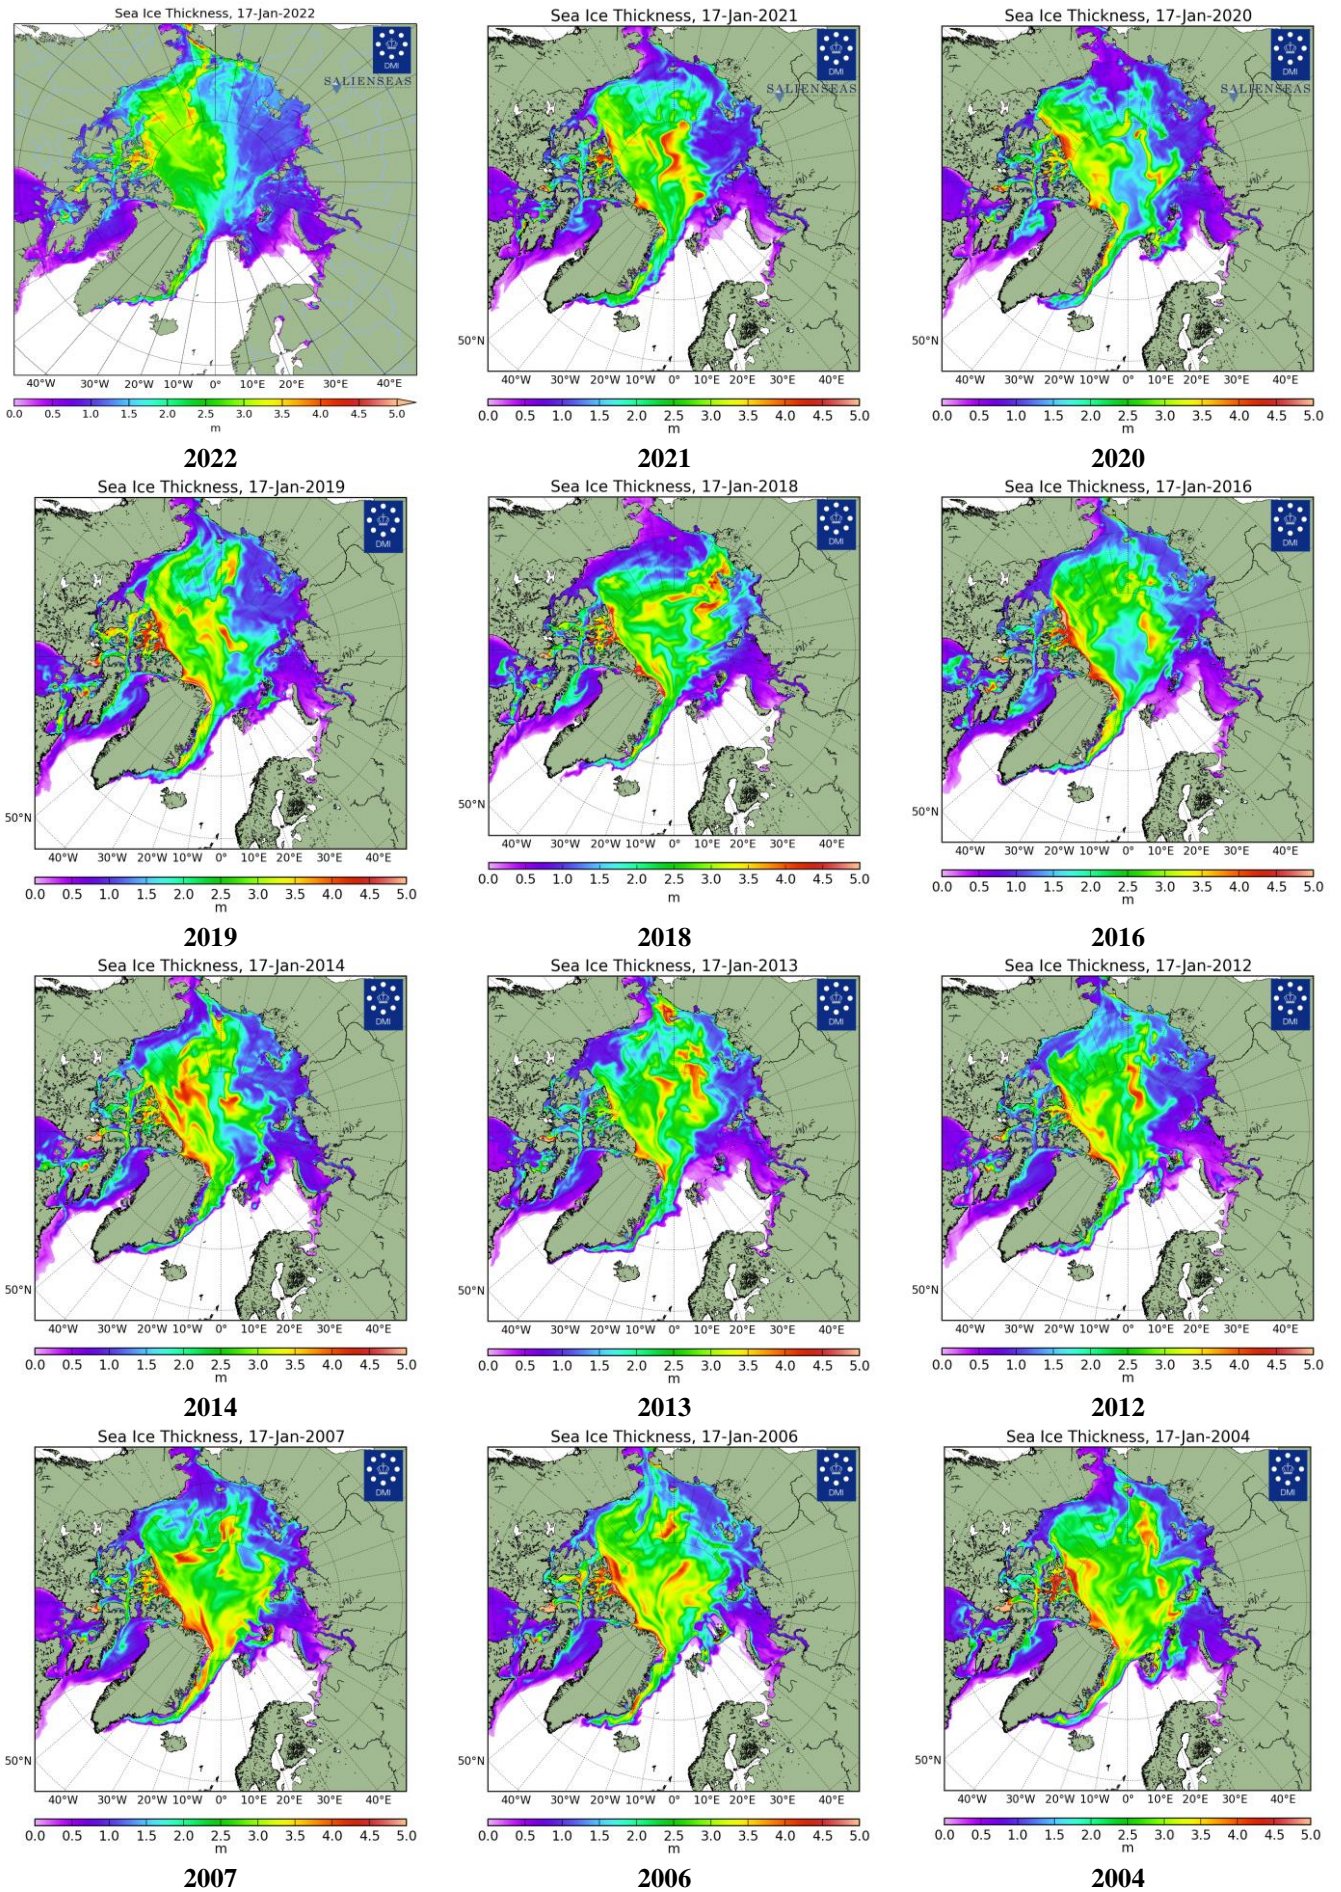 Sea Ice Thickness, 17-Jan-2022
DMI
SALIENSEAS
40°W 30°W 20°W 10°W 0° 10°E 20°E 30°E 40°E
0.0 0.5 1.0 1.5 2.0 2.5 3.0 3.5 4.0 4.5 5.0
m
2022
Sea Ice Thickness, 17-Jan-2021
DMI
SALIENSEAS
50°N
40°W 30°W 20°W 10°W 0° 10°E 20°E 30°E 40°E
0.0 0.5 1.0 1.5 2.0 2.5 3.0 3.5 4.0 4.5 5.0
m
2021
Sea Ice Thickness, 17-Jan-2020
DMI
SALIENSEAS
50°N
40°W 30°W 20°W 10°W 0° 10°E 20°E 30°E 40°E
0.0 0.5 1.0 1.5 2.0 2.5 3.0 3.5 4.0 4.5 5.0
m
2020
Sea Ice Thickness, 17-Jan-2019
DMI
50°N
40°W 30°W 20°W 10°W 0° 10°E 20°E 30°E 40°E
0.0 0.5 1.0 1.5 2.0 2.5 3.0 3.5 4.0 4.5 5.0
m
2019
Sea Ice Thickness, 17-Jan-2018
DMI
50°N
40°W 30°W 20°W 10°W 0° 10°E 20°E 30°E 40°E
0.0 0.5 1.0 1.5 2.0 2.5 3.0 3.5 4.0 4.5 5.0
m
2018
Sea Ice Thickness, 17-Jan-2016
DMI
50°N
40°W 30°W 20°W 10°W 0° 10°E 20°E 30°E 40°E
0.0 0.5 1.0 1.5 2.0 2.5 3.0 3.5 4.0 4.5 5.0
m
2016
Sea Ice Thickness, 17-Jan-2014
DMI
50°N
40°W 30°W 20°W 10°W 0° 10°E 20°E 30°E 40°E
0.0 0.5 1.0 1.5 2.0 2.5 3.0 3.5 4.0 4.5 5.0
m
2014
Sea Ice Thickness, 17-Jan-2013
DMI
50°N
40°W 30°W 20°W 10°W 0° 10°E 20°E 30°E 40°E
0.0 0.5 1.0 1.5 2.0 2.5 3.0 3.5 4.0 4.5 5.0
m
2013
Sea Ice Thickness, 17-Jan-2012
DMI
50°N
40°W 30°W 20°W 10°W 0° 10°E 20°E 30°E 40°E
0.0 0.5 1.0 1.5 2.0 2.5 3.0 3.5 4.0 4.5 5.0
m
2012
Sea Ice Thickness, 17-Jan-2007
DMI
50°N
40°W 30°W 20°W 10°W 0° 10°E 20°E 30°E 40°E
0.0 0.5 1.0 1.5 2.0 2.5 3.0 3.5 4.0 4.5 5.0
m
2007
Sea Ice Thickness, 17-Jan-2006
DMI
50°N
40°W 30°W 20°W 10°W 0° 10°E 20°E 30°E 40°E
0.0 0.5 1.0 1.5 2.0 2.5 3.0 3.5 4.0 4.5 5.0
m
2006
Sea Ice Thickness, 17-Jan-2004
DMI
50°N
40°W 30°W 20°W 10°W 0° 10°E 20°E 30°E 40°E
0.0 0.5 1.0 1.5 2.0 2.5 3.0 3.5 4.0 4.5 5.0
m
2004